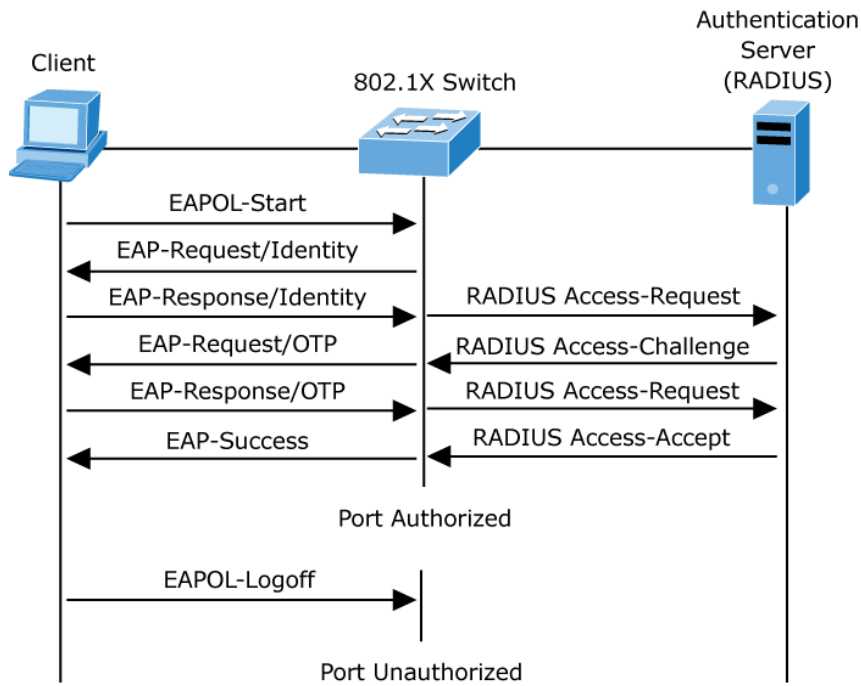 Authentication
Server
(RADIUS)
Client
802.1X Switch
EAPOL-Start
EAP-Request/Identity
EAP-Response/Identity
RADIUS Access-Request
EAP-Request/OTP
RADIUS Access-Challenge
EAP-Response/OTP
RADIUS Access-Request
EAP-Success
RADIUS Access-Accept
Port Authorized
EAPOL-Logoff
Port Unauthorized